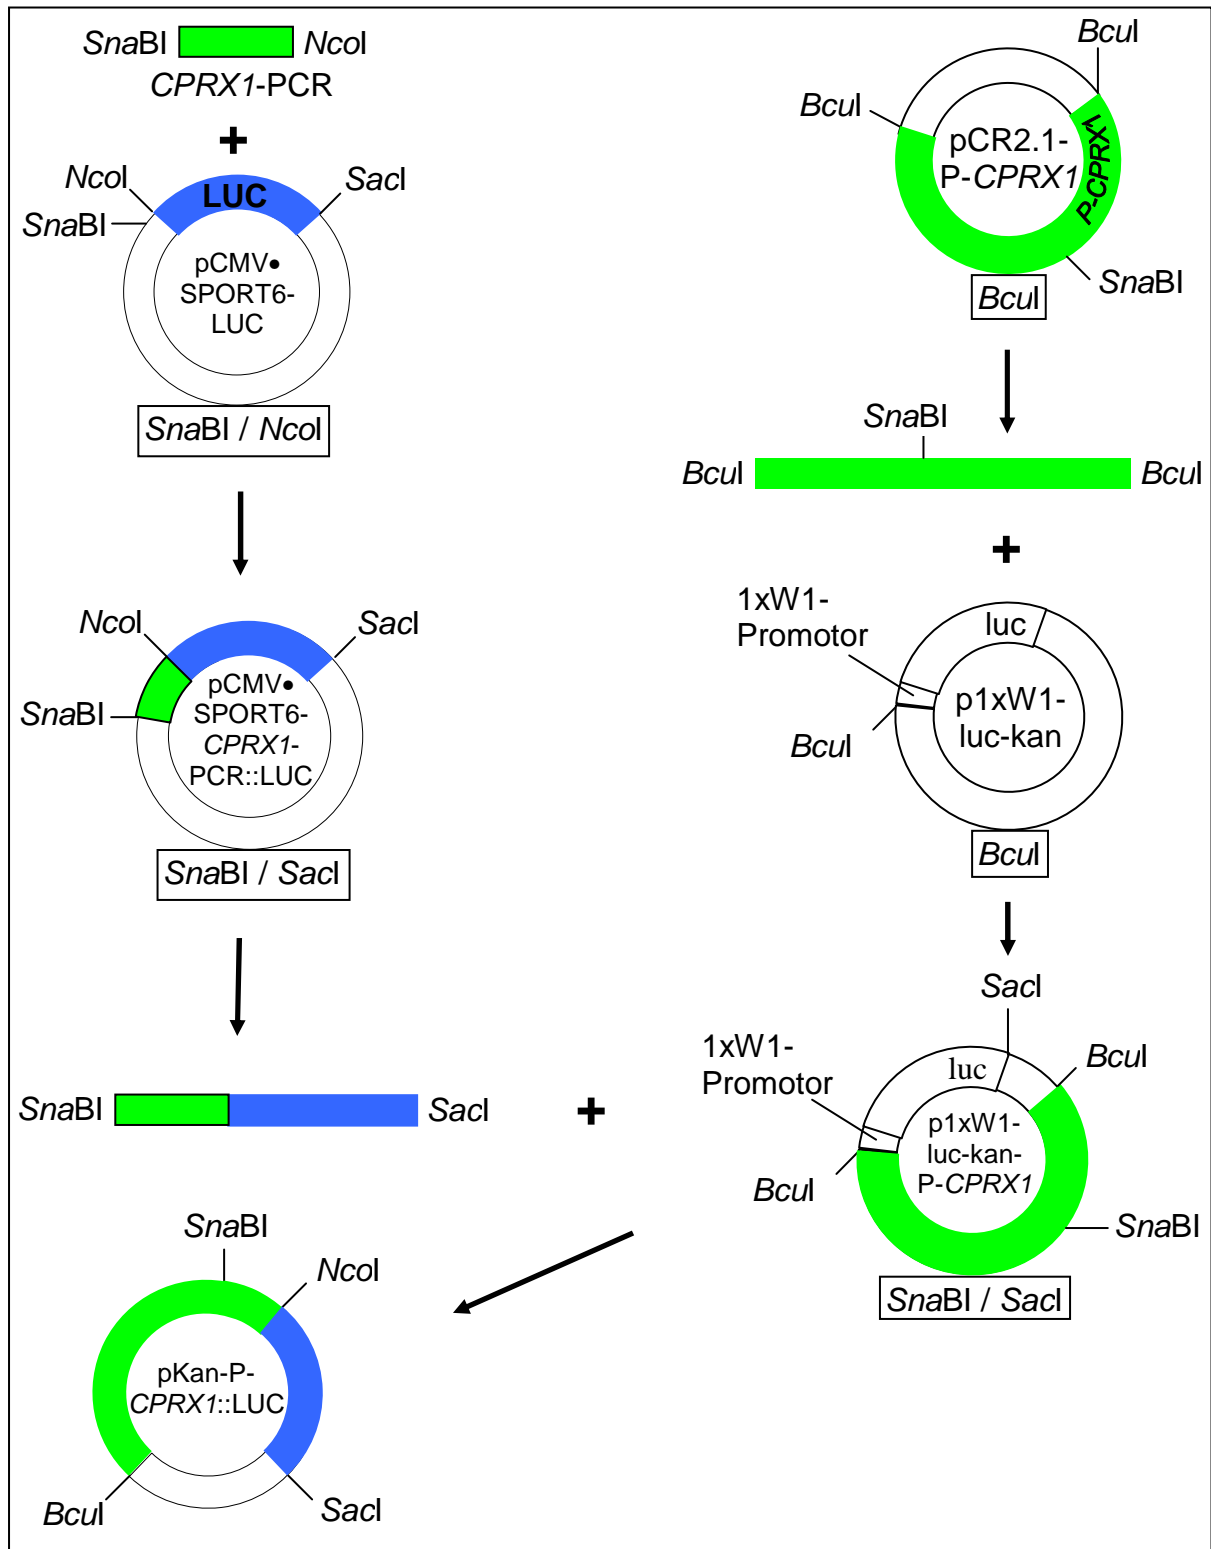 SnaBI NcoI
CPRX1-PCR
+
NcoI
LUC
SacI
SnaBI
pCMV•
SPORT6-
LUC
SnaBI / NcoI
NcoI
SacI
SnaBI
pCMV•
SPORT6-
CPRX1-
PCR::LUC
SnaBI / SacI
SnaBI SacI
+
BcuI
BcuI
pCR2.1-
P-CPRX1
P-CPRX1
SnaBI
BcuI
SnaBI
BcuI BcuI
+
1xW1-
Promotor
luc
p1xW1-
luc-kan
BcuI
BcuI
SacI
1xW1-
Promotor
luc
BcuI
p1xW1-
luc-kan-
P-CPRX1
BcuI
SnaBI
SnaBI / SacI
SnaBI
NcoI
pKan-P-
CPRX1::LUC
BcuI
SacI